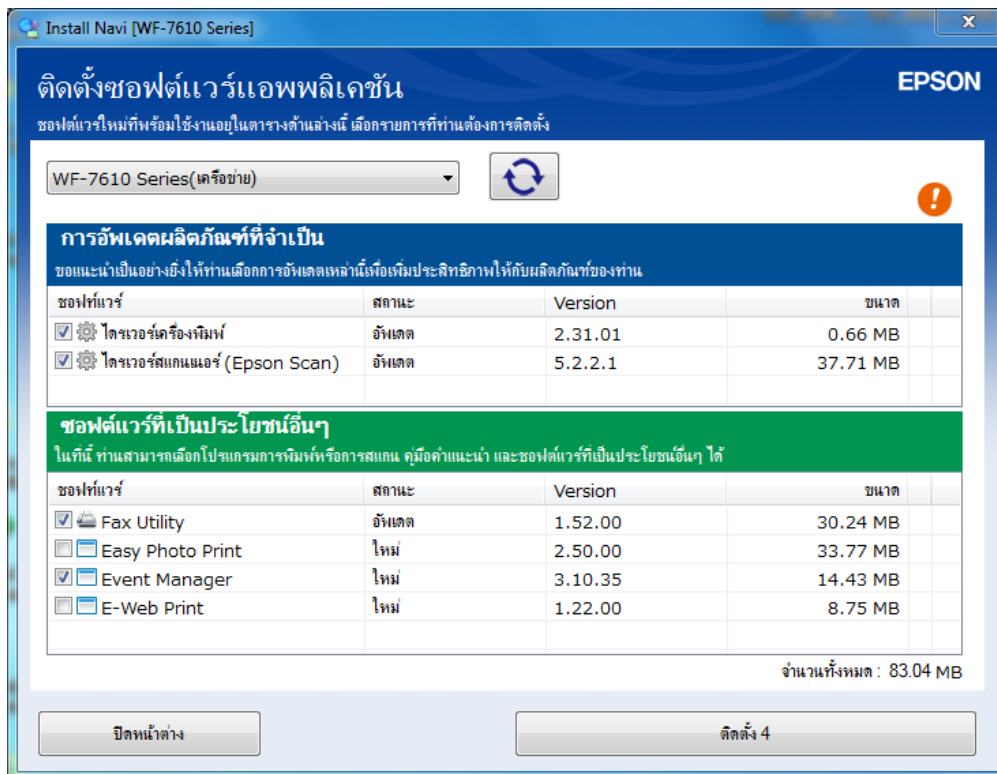 Install Navi [WF-7610 Series]
x
ติดตั้งซอฟต์แวร์แอพพลิเคชัน
EPSON
ซอฟต์แวร์ใหม่ที่พร้อมใช้งานอยู่ในตารางด้านล่างนี้ เลือกรายการที่ท่านต้องการติดตั้ง
WF-7610 Series(เครือข่าย)
!
การอัพเดตผลิตภัณฑ์ที่จำเป็น
ขอแนะนำเป็นอย่างยิ่งให้ท่านเลือกการอัพเดตเหล่านี้เพื่อเพิ่มประสิทธิภาพให้กับผลิตภัณฑ์ของท่าน
ซอฟท์แวร์ สถานะ Version ขนาด
ไดรเวอร์เครื่องพิมพ์ อัพเดต 2.31.01 0.66 MB
ไดรเวอร์สแกนเนอร์ (Epson Scan) อัพเดต 5.2.2.1 37.71 MB
ซอฟต์แวร์ที่เป็นประโยชน์อื่นๆ
ในที่นี้ ท่านสามารถเลือกโปรแกรมการพิมพ์หรือการสแกน คู่มือคำแนะนำ และซอฟต์แวร์ที่เป็นประโยชน์อื่นๆ ได้
ซอฟท์แวร์ สถานะ Version ขนาด
Fax Utility อัพเดต 1.52.00 30.24 MB
Easy Photo Print ใหม่ 2.50.00 33.77 MB
Event Manager ใหม่ 3.10.35 14.43 MB
E-Web Print ใหม่ 1.22.00 8.75 MB
จำนวนทั้งหมด : 83.04 MB
ปิดหน้าต่าง
ติดตั้ง 4